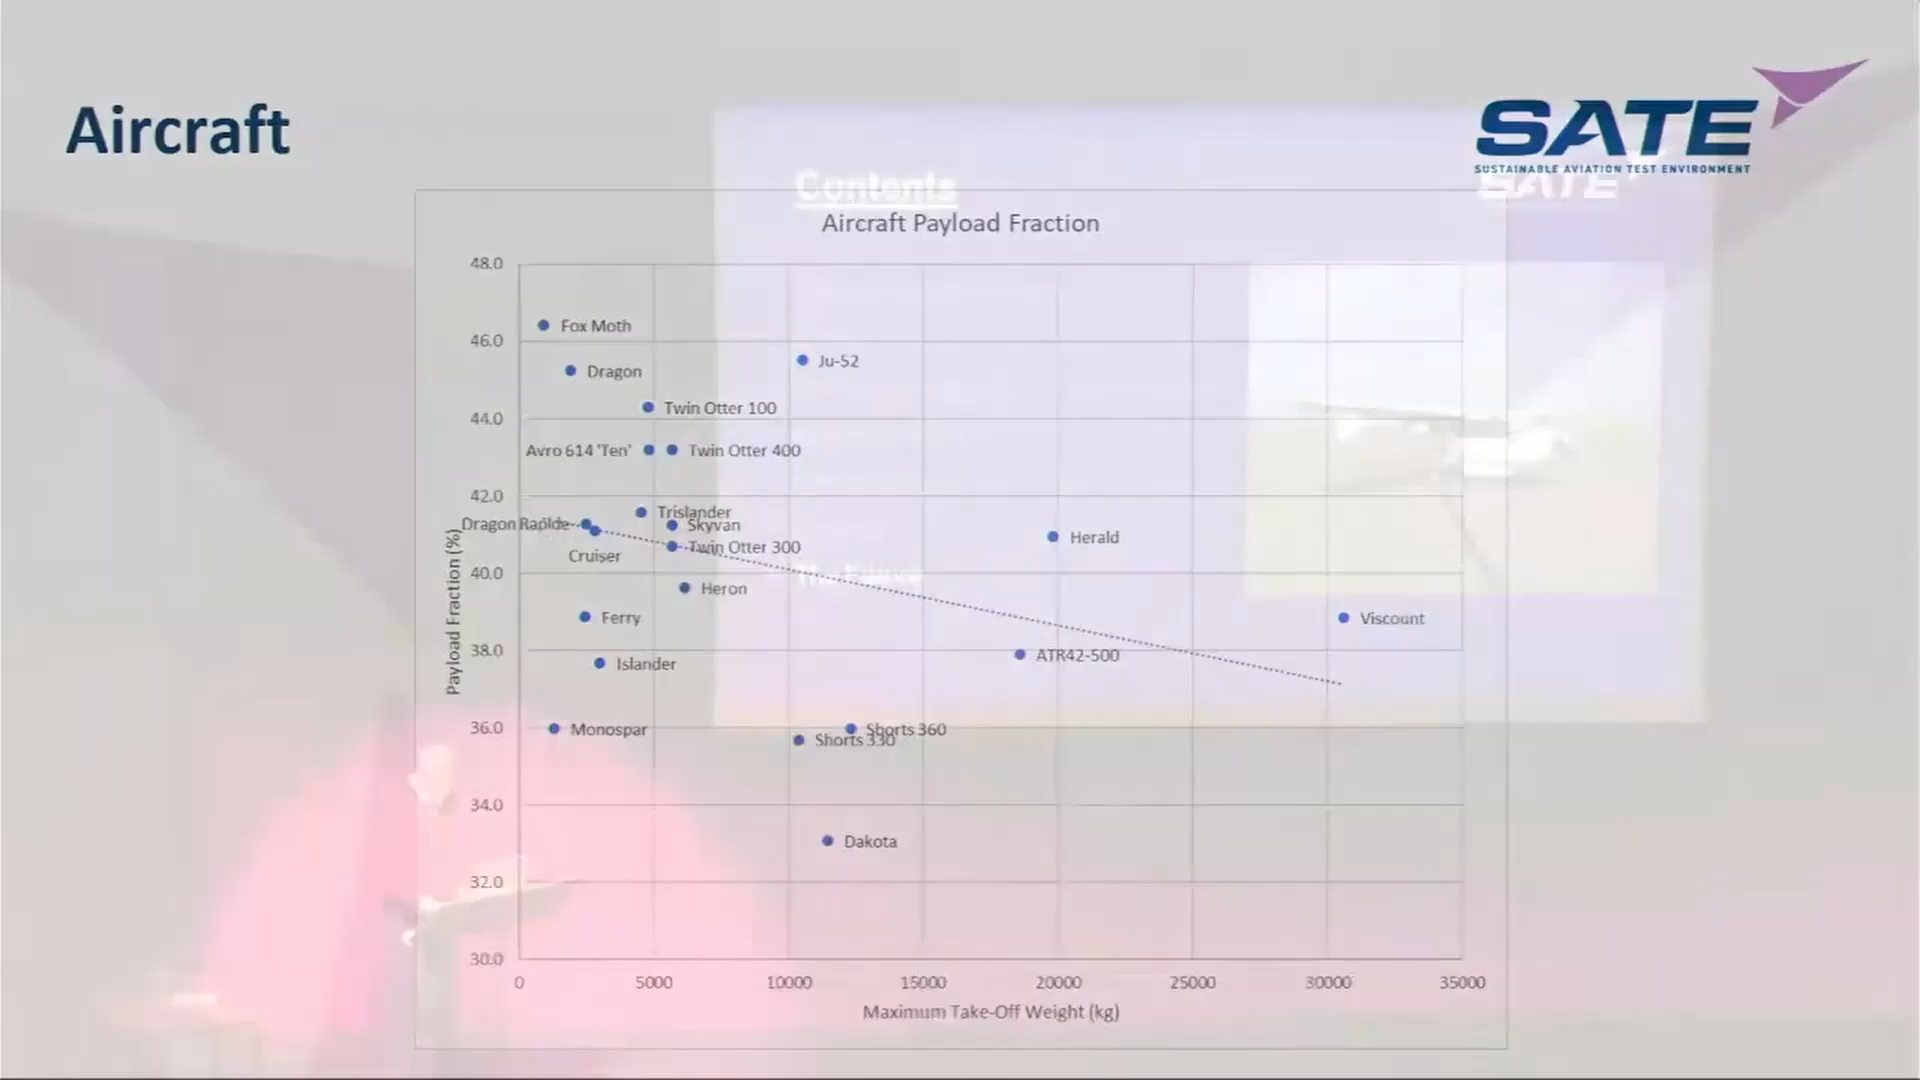 Aircraft
SATE
SUSTAINABLE AVIATION TEST ENVIRONMENT
Contents
SATE
Aircraft Payload Fraction
48.0
Fox Moth
46.0
Ju-52
Dragon
Twin Otter 100
44.0
Avro 614 'Ten'
Twin Otter 400
42.0
Trislander
Dragon Rapide
Skyvan
Twin Otter 300
Herald
Cruiser
40.0
Heron
Ferry
Viscount
38.0
ATR42-500
Islander
Payload Fraction (%)
36.0
Monospar
Shorts 360
Shorts 330
34.0
Dakota
32.0
30.0
0 5000 10000 15000 20000 25000 30000 35000
Maximum Take-Off Weight (kg)